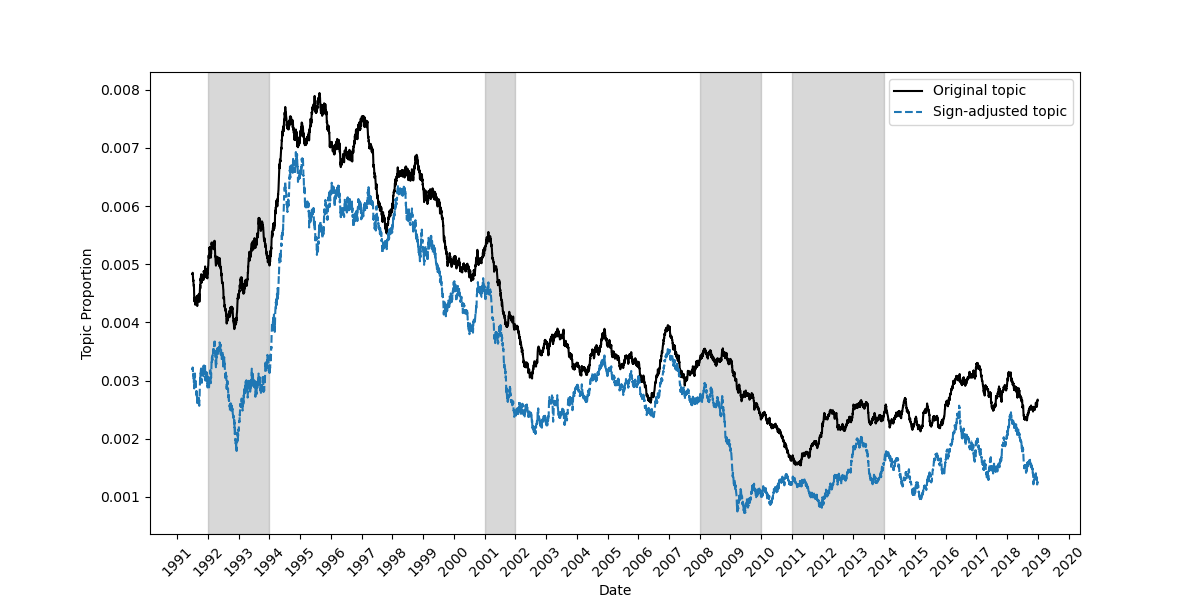 Original topic
Sign-adjusted topic
Topic Proportion
0.008
0.007
0.006
0.005
0.004
0.003
0.002
0.001
1991 1992 1993 1994 1995 1996 1997 1998 1999 2000 2001 2002 2003 2004 2005 2006 2007 2008 2009 2010 2011 2012 2013 2014 2015 2016 2017 2018 2019 2020
Date